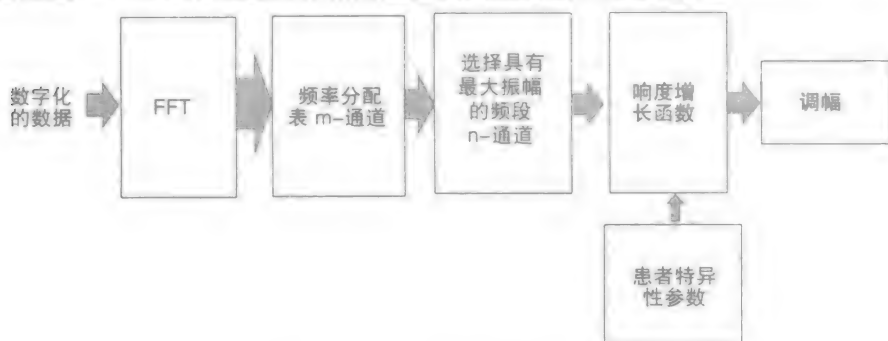 数字化
的数据
FFT
频率分配
表 m-通道
选择具有
最大振幅
的频段
n-通道
响度增
长函数
调幅
患者特异
性参数